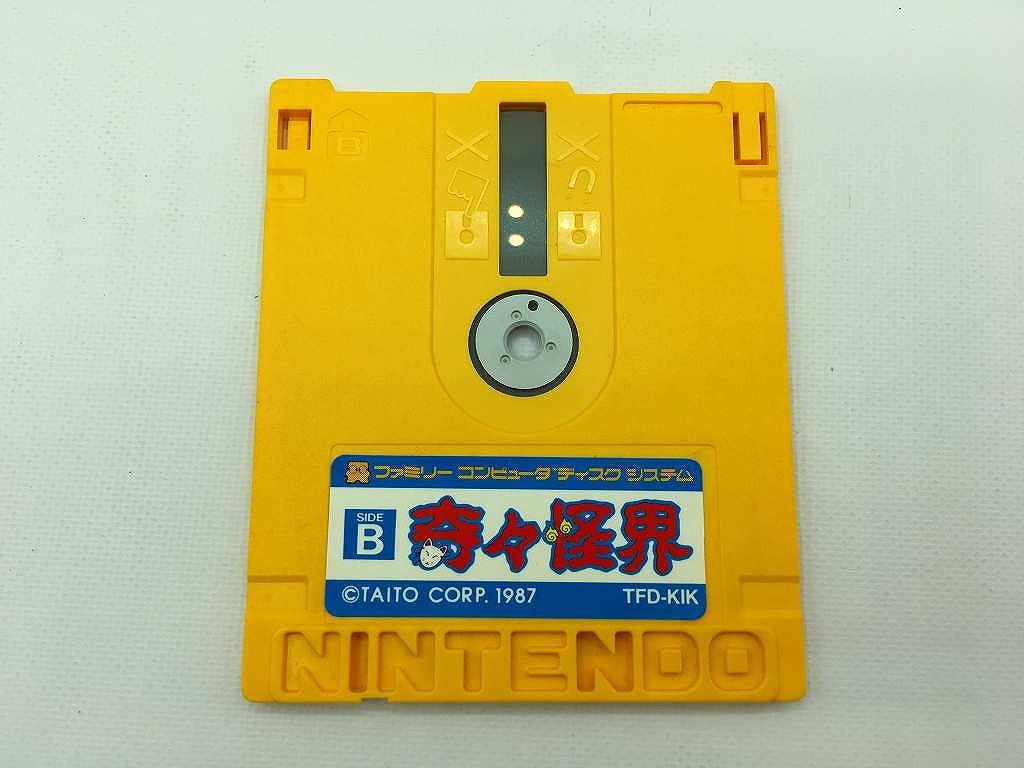 B
ファミリー コンピュータ ディスク システム
SIDE
B
奇々怪界
©TAITO CORP. 1987 TFD-KIK
NINTENDO